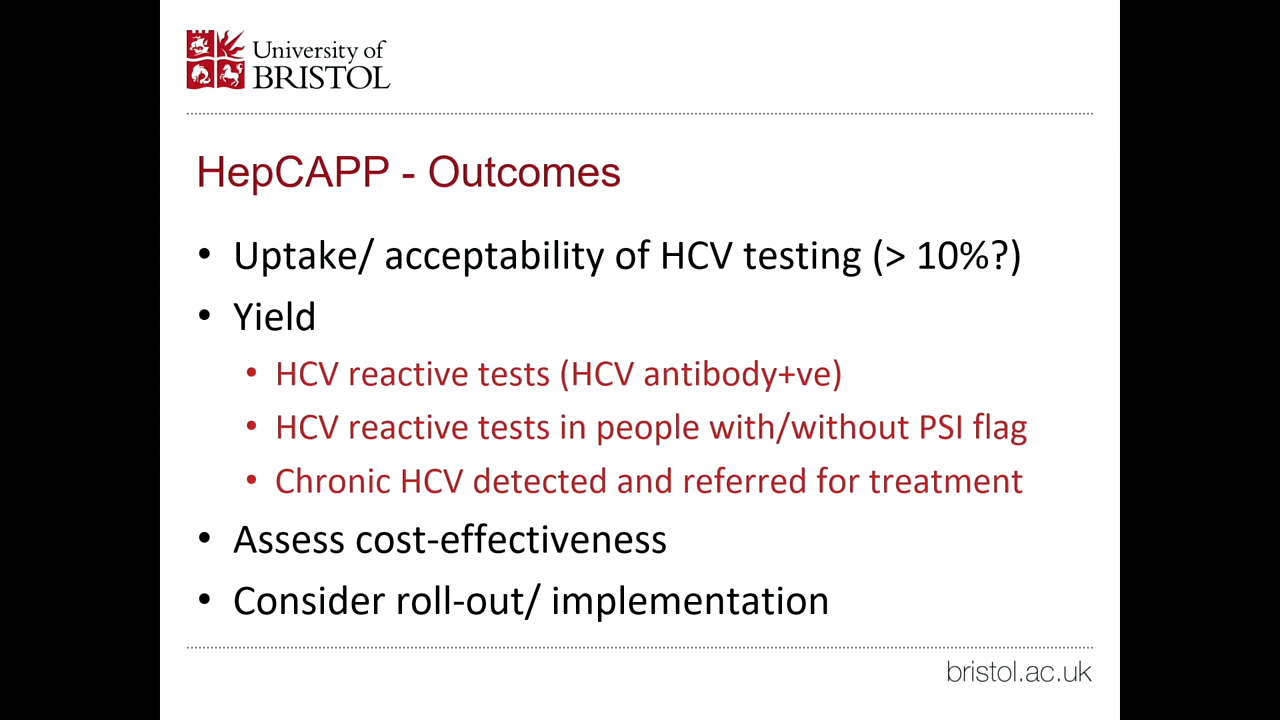 University of
BRISTOL
HepCAPP - Outcomes
• Uptake/ acceptability of HCV testing (> 10%?)
• Yield
• HCV reactive tests (HCV antibody+ve)
• HCV reactive tests in people with/without PSI flag
• Chronic HCV detected and referred for treatment
• Assess cost-effectiveness
• Consider roll-out/ implementation
bristol.ac.uk